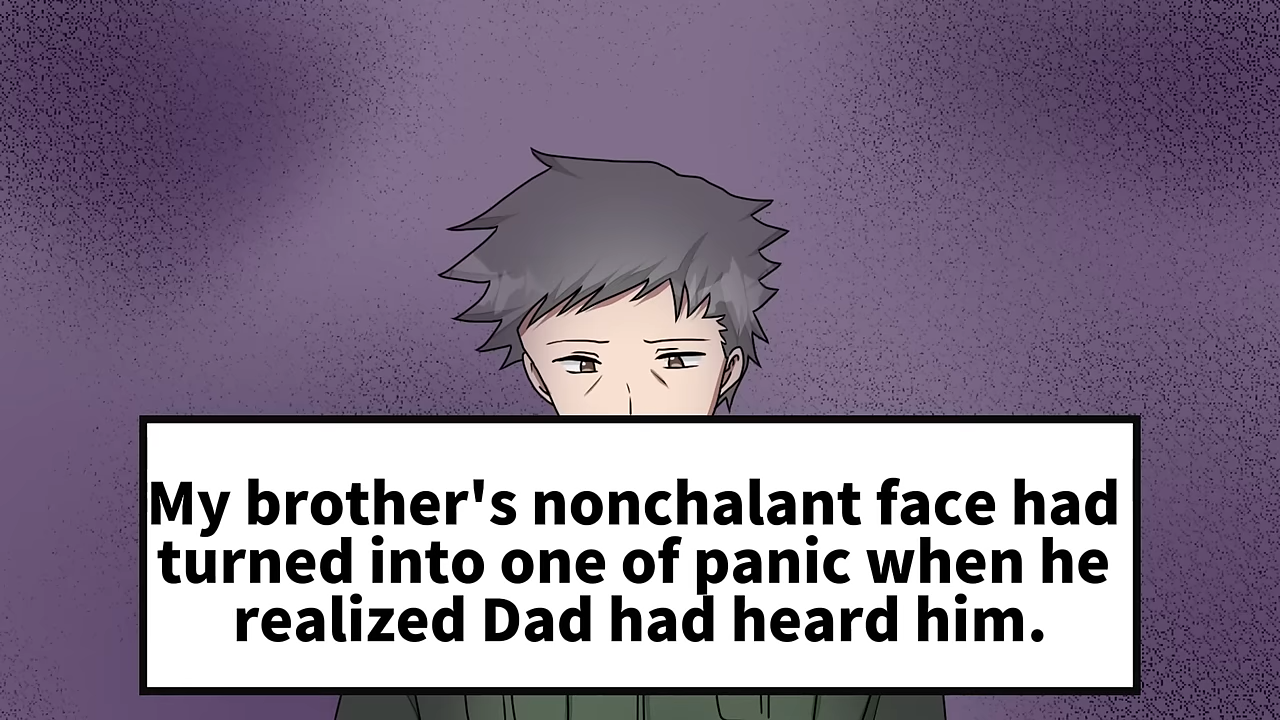 My brother's nonchalant face had
turned into one of panic when he
realized Dad had heard him.